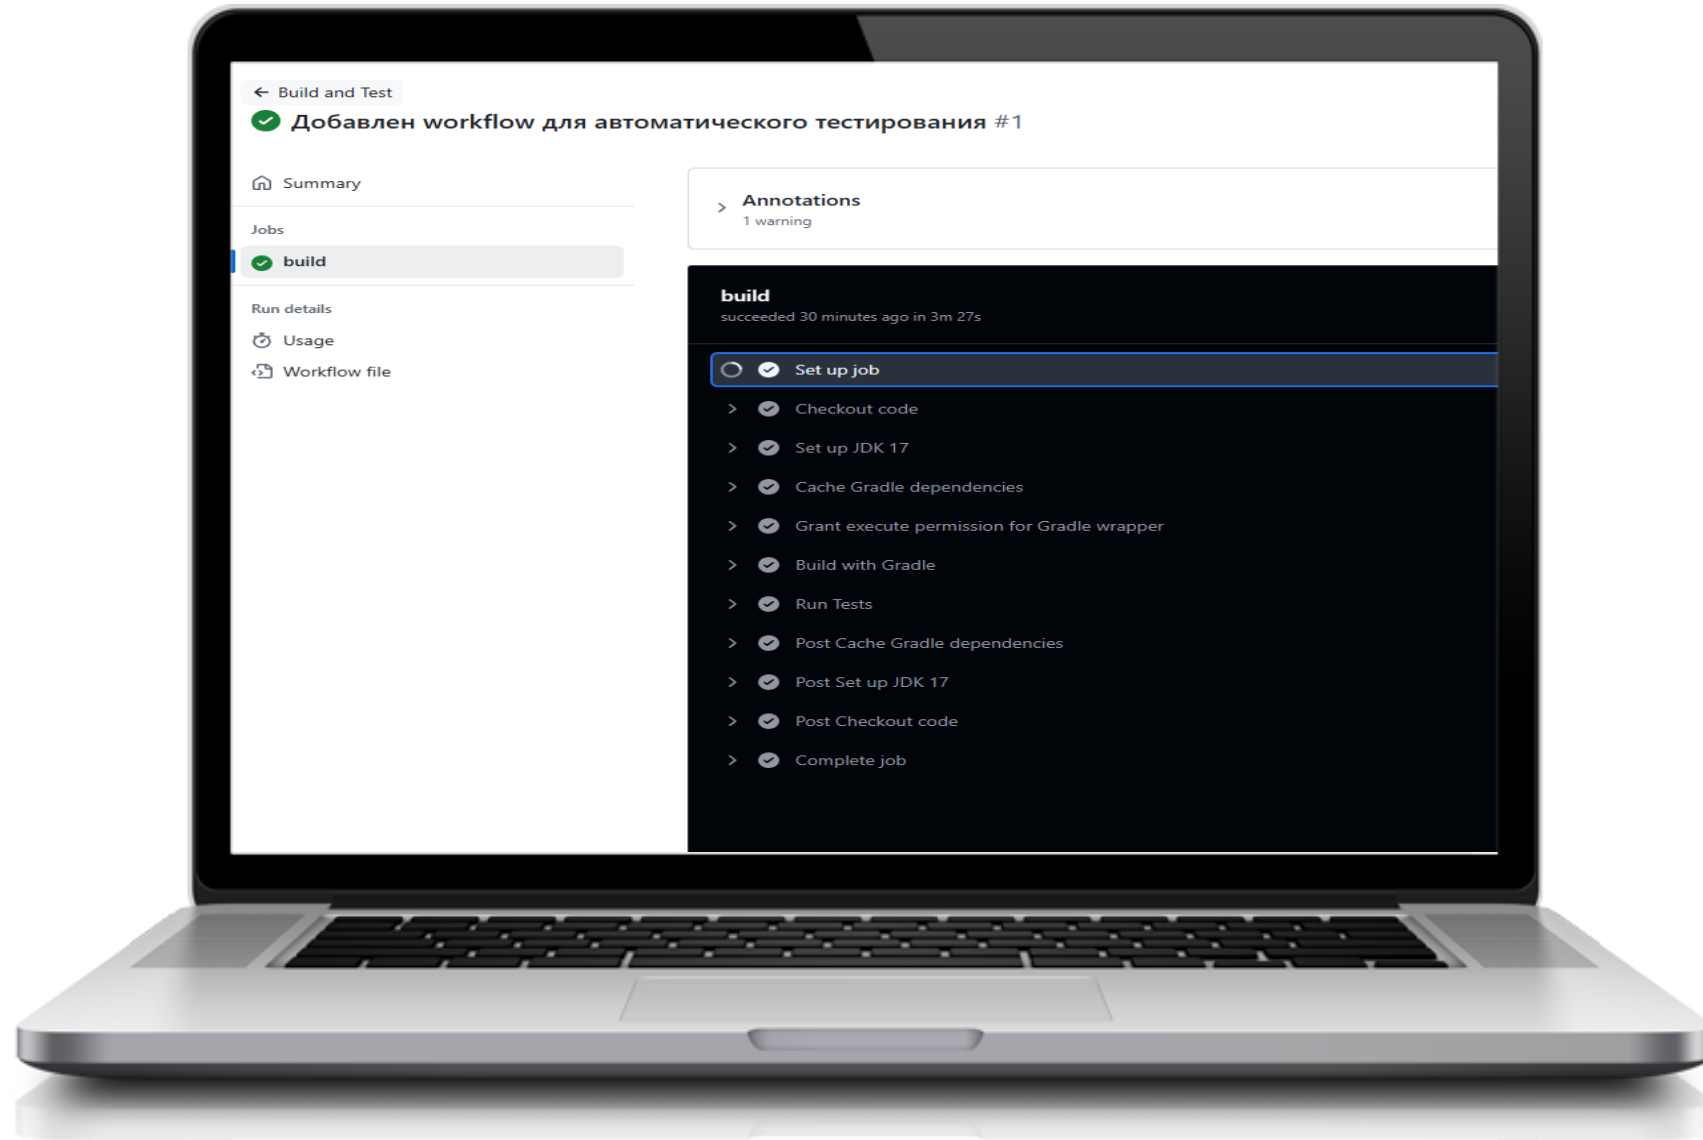 Build and Test
Добавлен workflow для автоматического тестирования #1
Summary
Jobs
build
Run details
Usage
Workflow file
Annotations
1 warning
build
succeeded 30 minutes ago in 3m 27s
Set up job
Checkout code
Set up JDK 17
Cache Gradle dependencies
Grant execute permission for Gradle wrapper
Build with Gradle
Run Tests
Post Cache Gradle dependencies
Post Set up JDK 17
Post Checkout code
Complete job